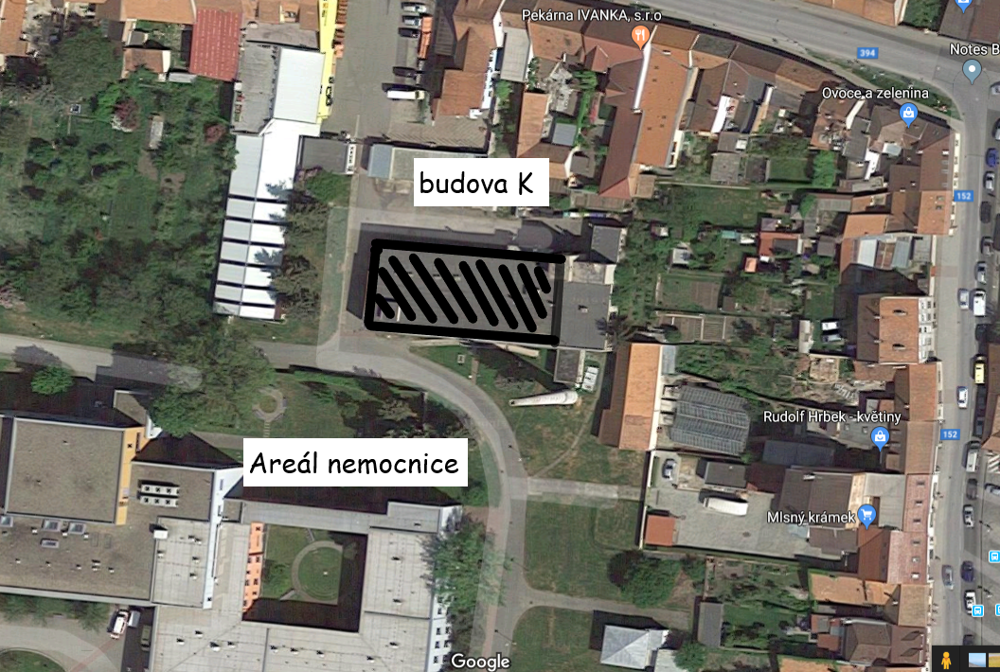 Pekárna IVANKA, s.r.o
394
Notes B
Ovoce a zelenina
budova K
152
Rudolf Hrbek - květiny
152
Areál nemocnice
Mlsný krámek
Google